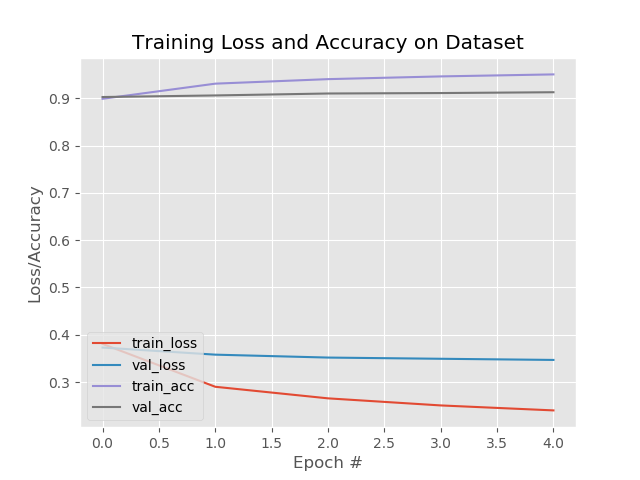 Training Loss and Accuracy on Dataset
Loss/Accuracy
0.9
0.8
0.7
0.6
0.5
0.4
0.3
train_loss
val_loss
train_acc
val_acc
0.0 0.5 1.0 1.5 2.0 2.5 3.0 3.5 4.0
Epoch #